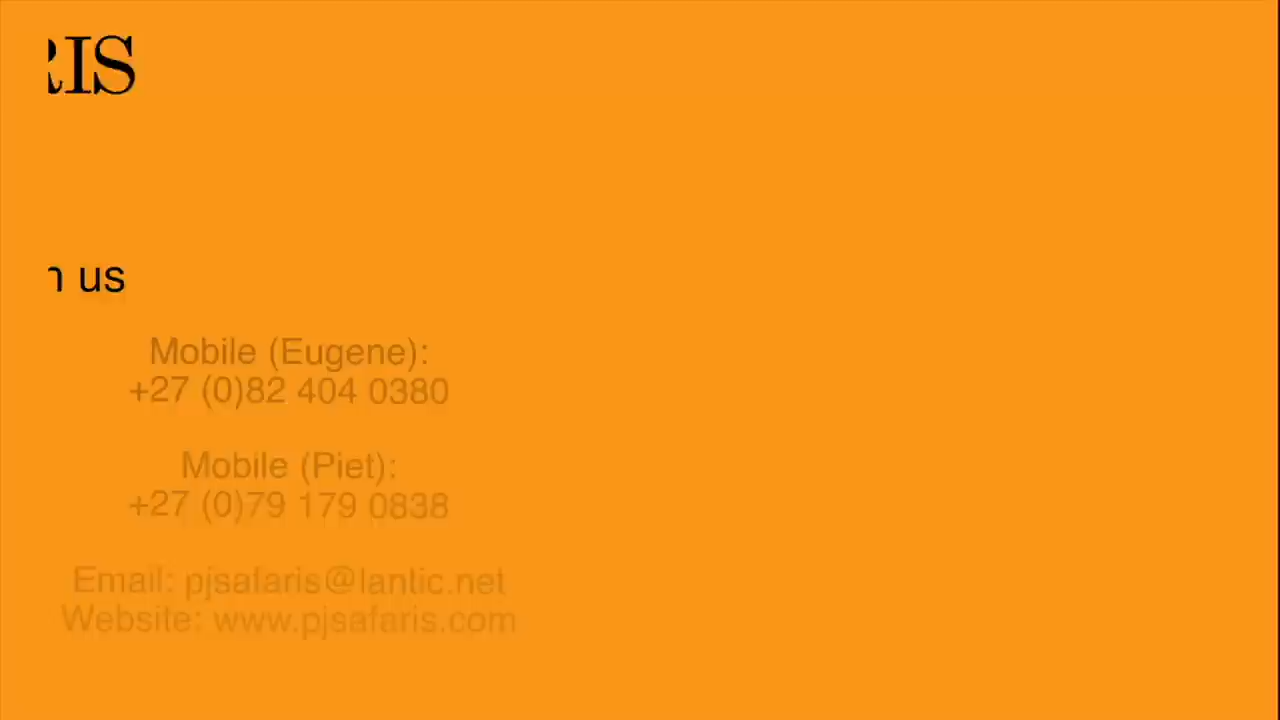 RIS
n us
Mobile (Eugene):
+27 (0)82 404 0380
Mobile (Piet):
+27 (0)79 179 0838
Email: pjsafaris@lantic.net
Website: www.pjsafaris.com